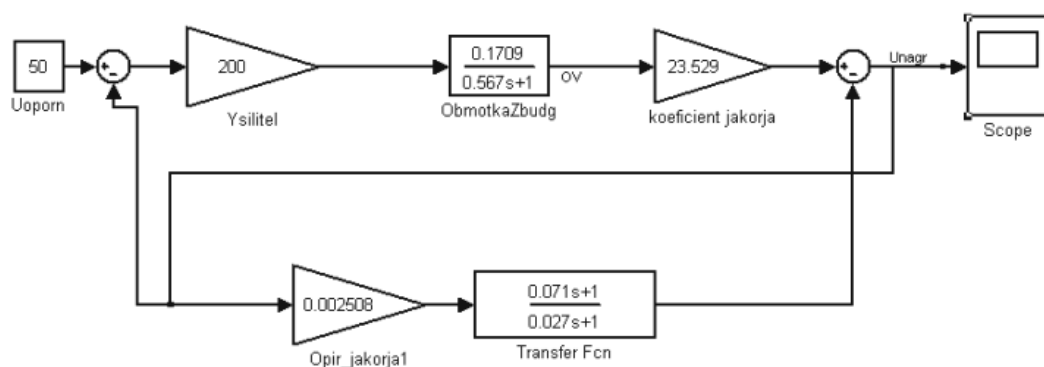 50
Uoporn
+
-
200
Ysilitel
0.1709
0.567s+1
ObmotkaZbudg
OV
23.529
koeficient jakorja
+
-
Unagr
Scope
0.002508
Opir_jakorja1
0.071s+1
0.027s+1
Transfer Fcn